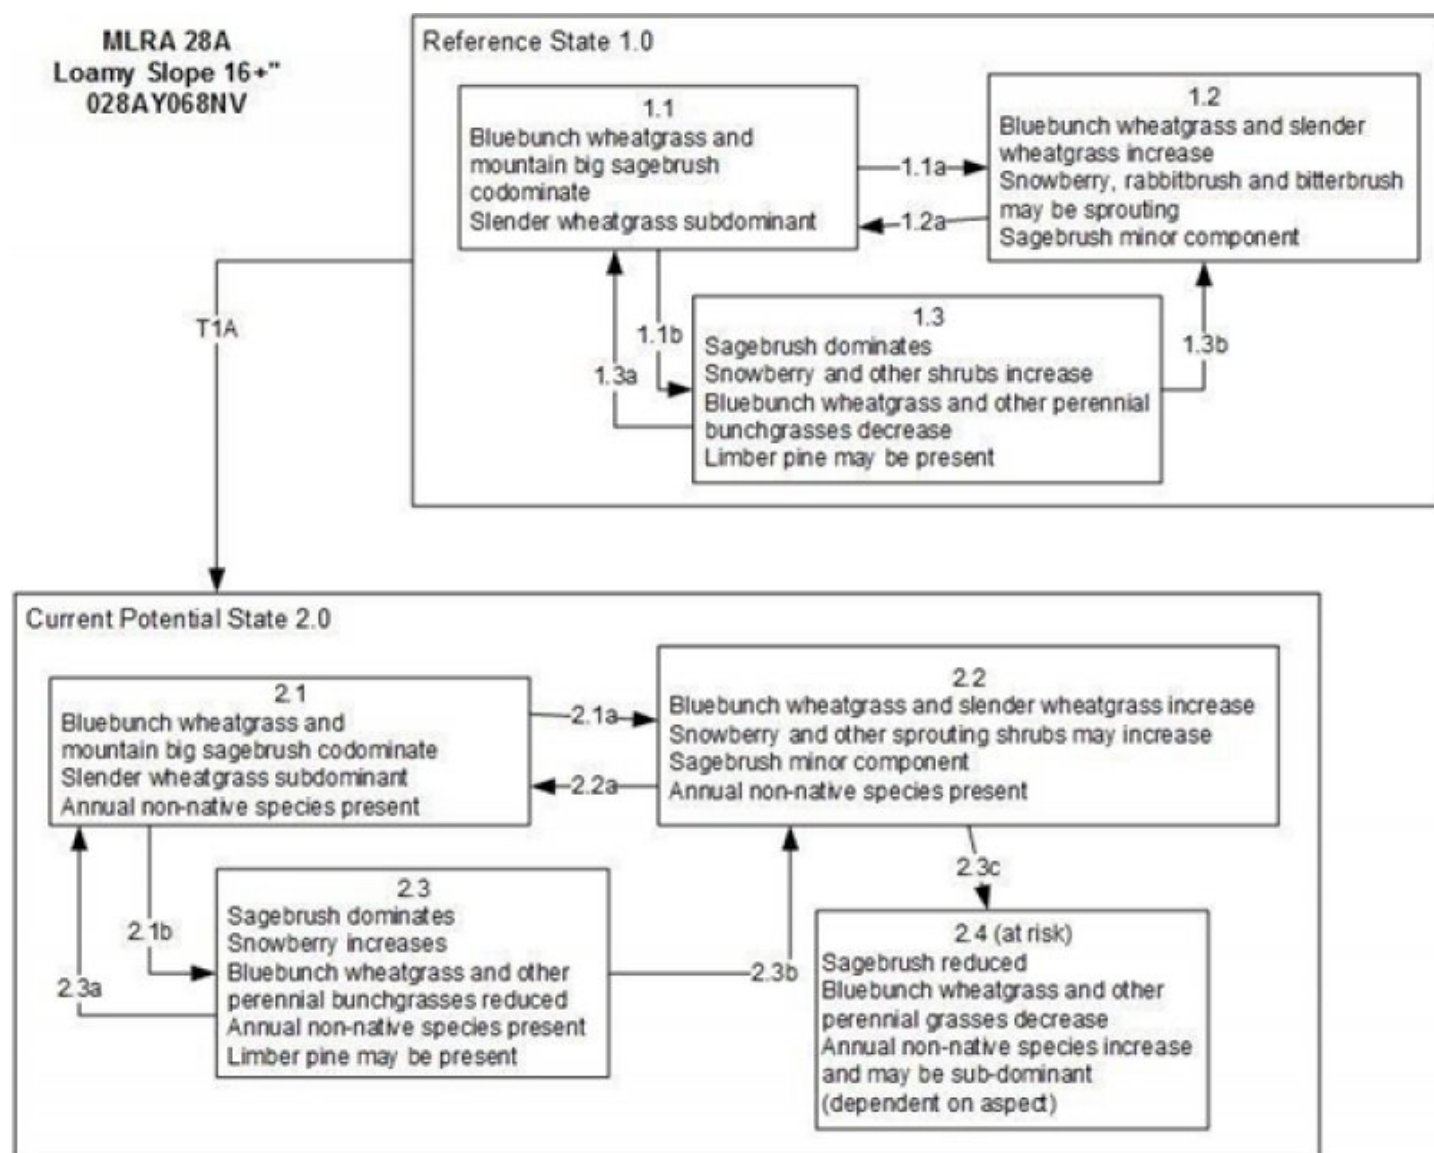 MLRA 28A
Loamy Slope 16+"
028AY068NV
Reference State 1.0
1.1
Bluebunch wheatgrass and
mountain big sagebrush
codominate
Slender wheatgrass subdominant
1.1a
1.2a
1.2
Bluebunch wheatgrass and slender
wheatgrass increase
Snowberry, rabbitbrush and bitterbrush
may be sprouting
Sagebrush minor component
1.1b
1.3a
1.3
Sagebrush dominates
Snowberry and other shrubs increase
Bluebunch wheatgrass and other perennial
bunchgrasses decrease
Limber pine may be present
1.3b
T1A
Current Potential State 2.0
2.1
Bluebunch wheatgrass and
mountain big sagebrush codominate
Slender wheatgrass subdominant
Annual non-native species present
2.1a
2.2a
2.2
Bluebunch wheatgrass and slender wheatgrass increase
Snowberry and other sprouting shrubs may increase
Sagebrush minor component
Annual non-native species present
2.1b
2.3a
2.3
Sagebrush dominates
Snowberry increases
Bluebunch wheatgrass and other
perennial bunchgrasses reduced
Annual non-native species present
Limber pine may be present
2.3b
2.3c
2.4 (at risk)
Sagebrush reduced
Bluebunch wheatgrass and other
perennial grasses decrease
Annual non-native species increase
and may be sub-dominant
(dependent on aspect)